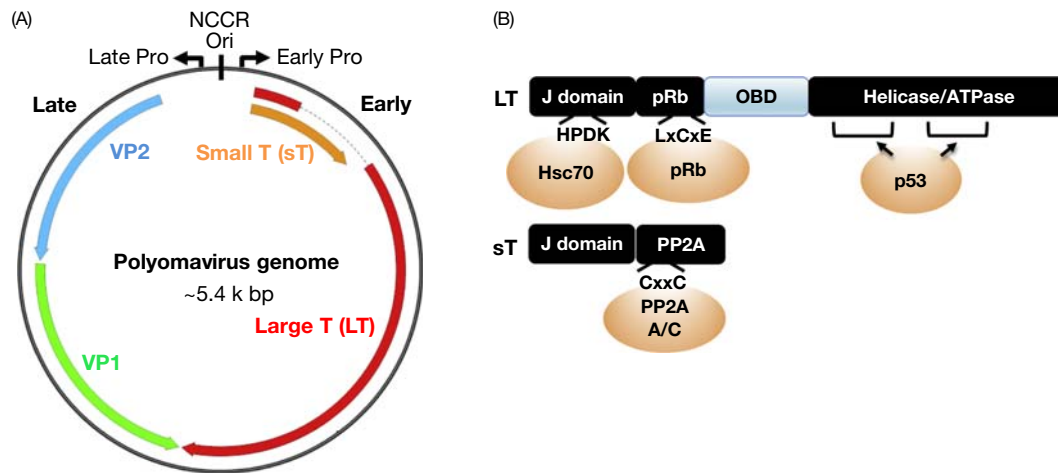 (A)
NCCR
Ori
Late Pro
Early Pro
Late
Early
VP2
Small T (sT)
Polyomavirus genome
~5.4 k bp
Large T (LT)
VP1
(B)
LT
J domain
pRb
OBD
Helicase/ATPase
HPDK
LxCxE
Hsc70
pRb
p53
sT
J domain
PP2A
CxxC
PP2A
A/C